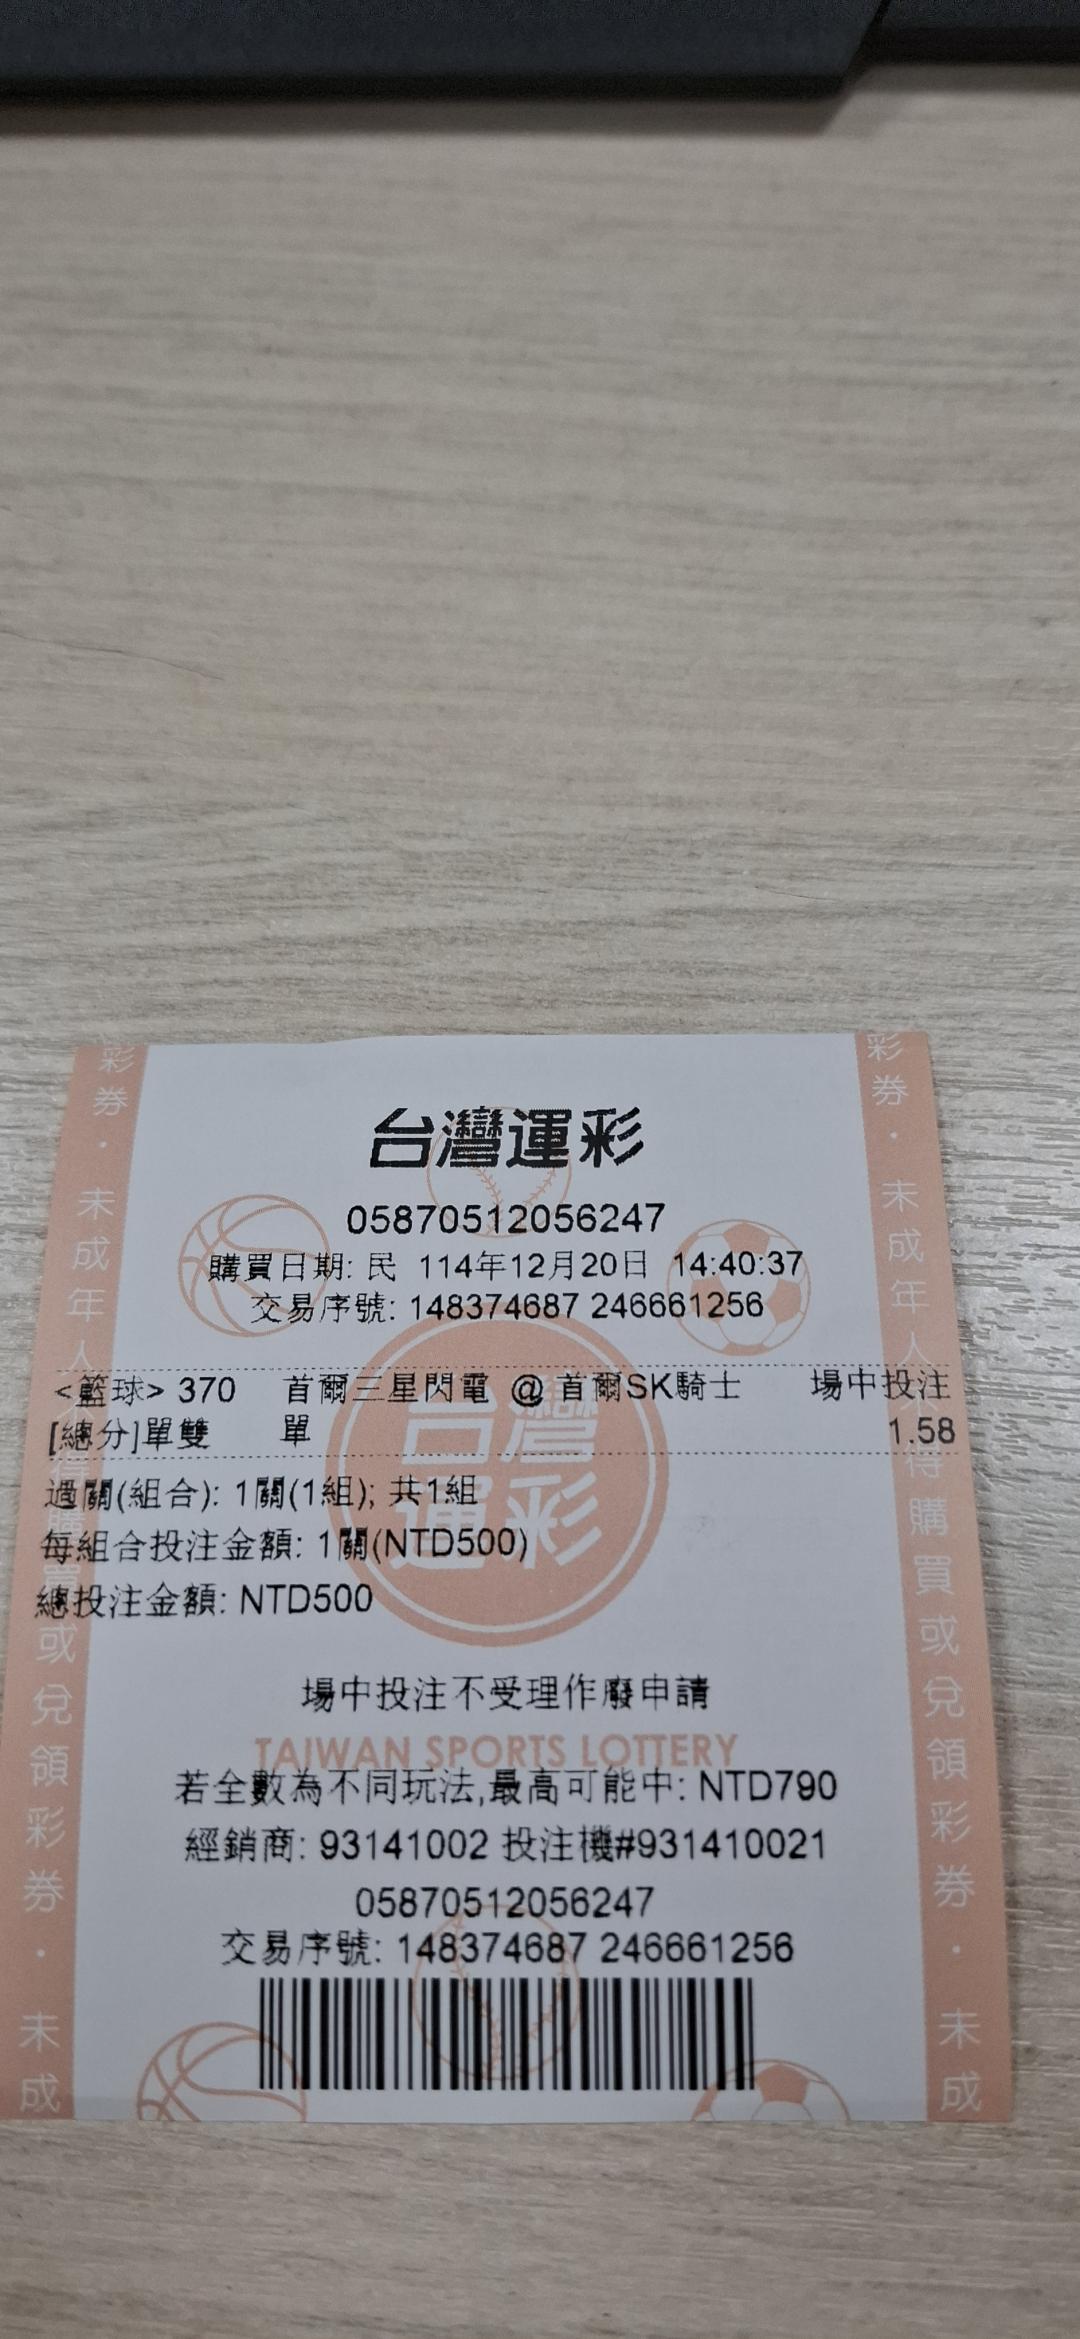 台灣運彩
05870512056247
購買日期: 民 114年12月20日 14:40:37
交易序號: 148374687 246661256
<籃球> 370 首爾三星閃電 @ 首爾SK騎士 場中投注
[總分]單雙 單 1.58
過關(組合): 1關(1組); 共1組
每組合投注金額: 1關(NTD500)
總投注金額: NTD500
場中投注不受理作廢申請
TAIWAN SPORTS LOTTERY
若全數為不同玩法,最高可能中: NTD790
經銷商: 93141002 投注機#931410021
05870512056247
交易序號: 148374687 246661256
台灣運彩
彩券·未成年人不得購買或兌領彩券·未成
彩券·未成年人不得購買或兌領彩券·未成